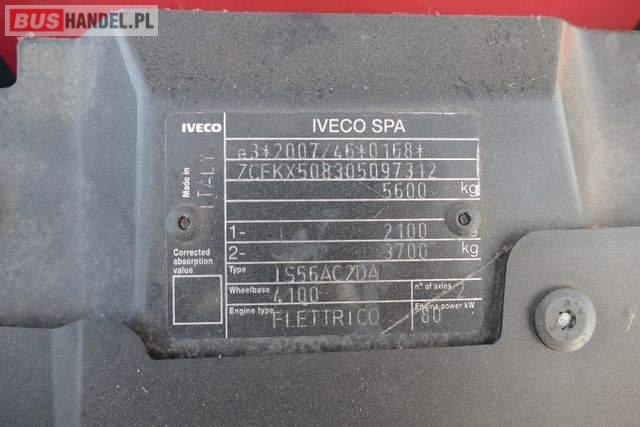 BUSHANDEL.PL
IVECO
IVECO SPA
e3*2007/46*0168*
ZCFKX508305097312
5600 kg
Made in ITALY
1- 2100
2- 3700 kg
Corrected absorption value
Type
Wheelbase 4100 n° of axles
Engine type ELETTRICO Engine power kW 80